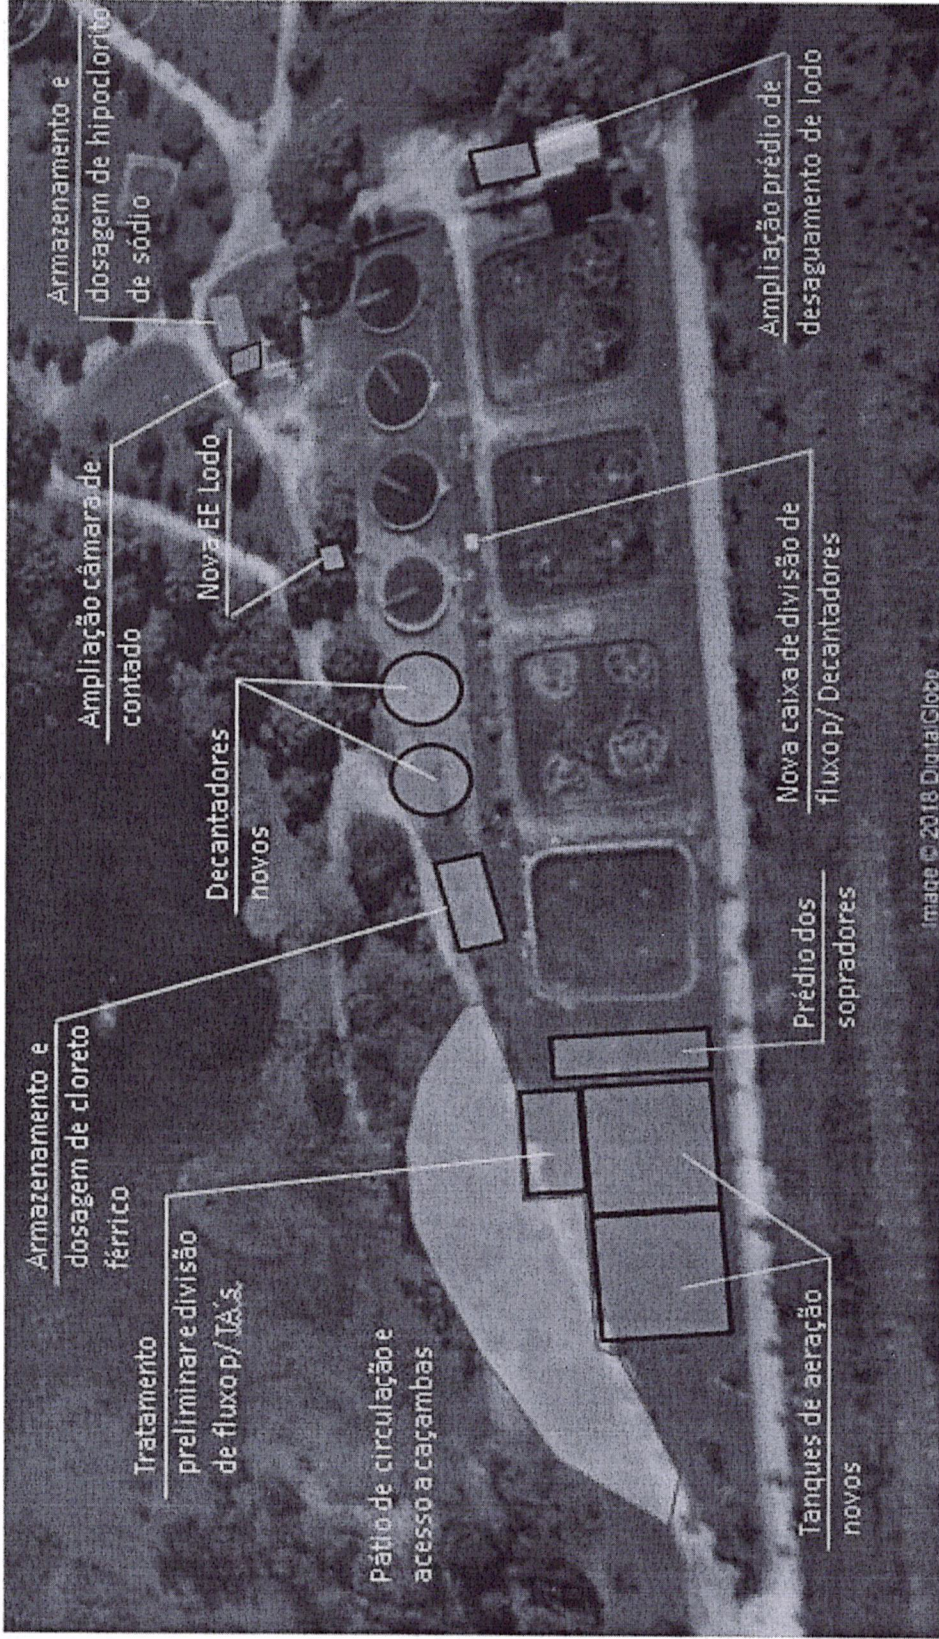 Armazenamento e
dosagem de cloreto
férrico
Tratamento
preliminar e divisão
de fluxo p/ TA´s.
Pátio de circulação e
acesso a caçambas
Decantadores
novos
Ampliação câmara de
contado
Nova EE Lodo
Armazenamento e
dosagem de hipoclorito
de sódio
Tanques de aeração
novos
Prédio dos
sopradores
Nova caixa de divisão de
fluxo p/ Decantadores
Ampliação prédio de
desaguamento de lodo
Image © 2018 DigitalGlobe